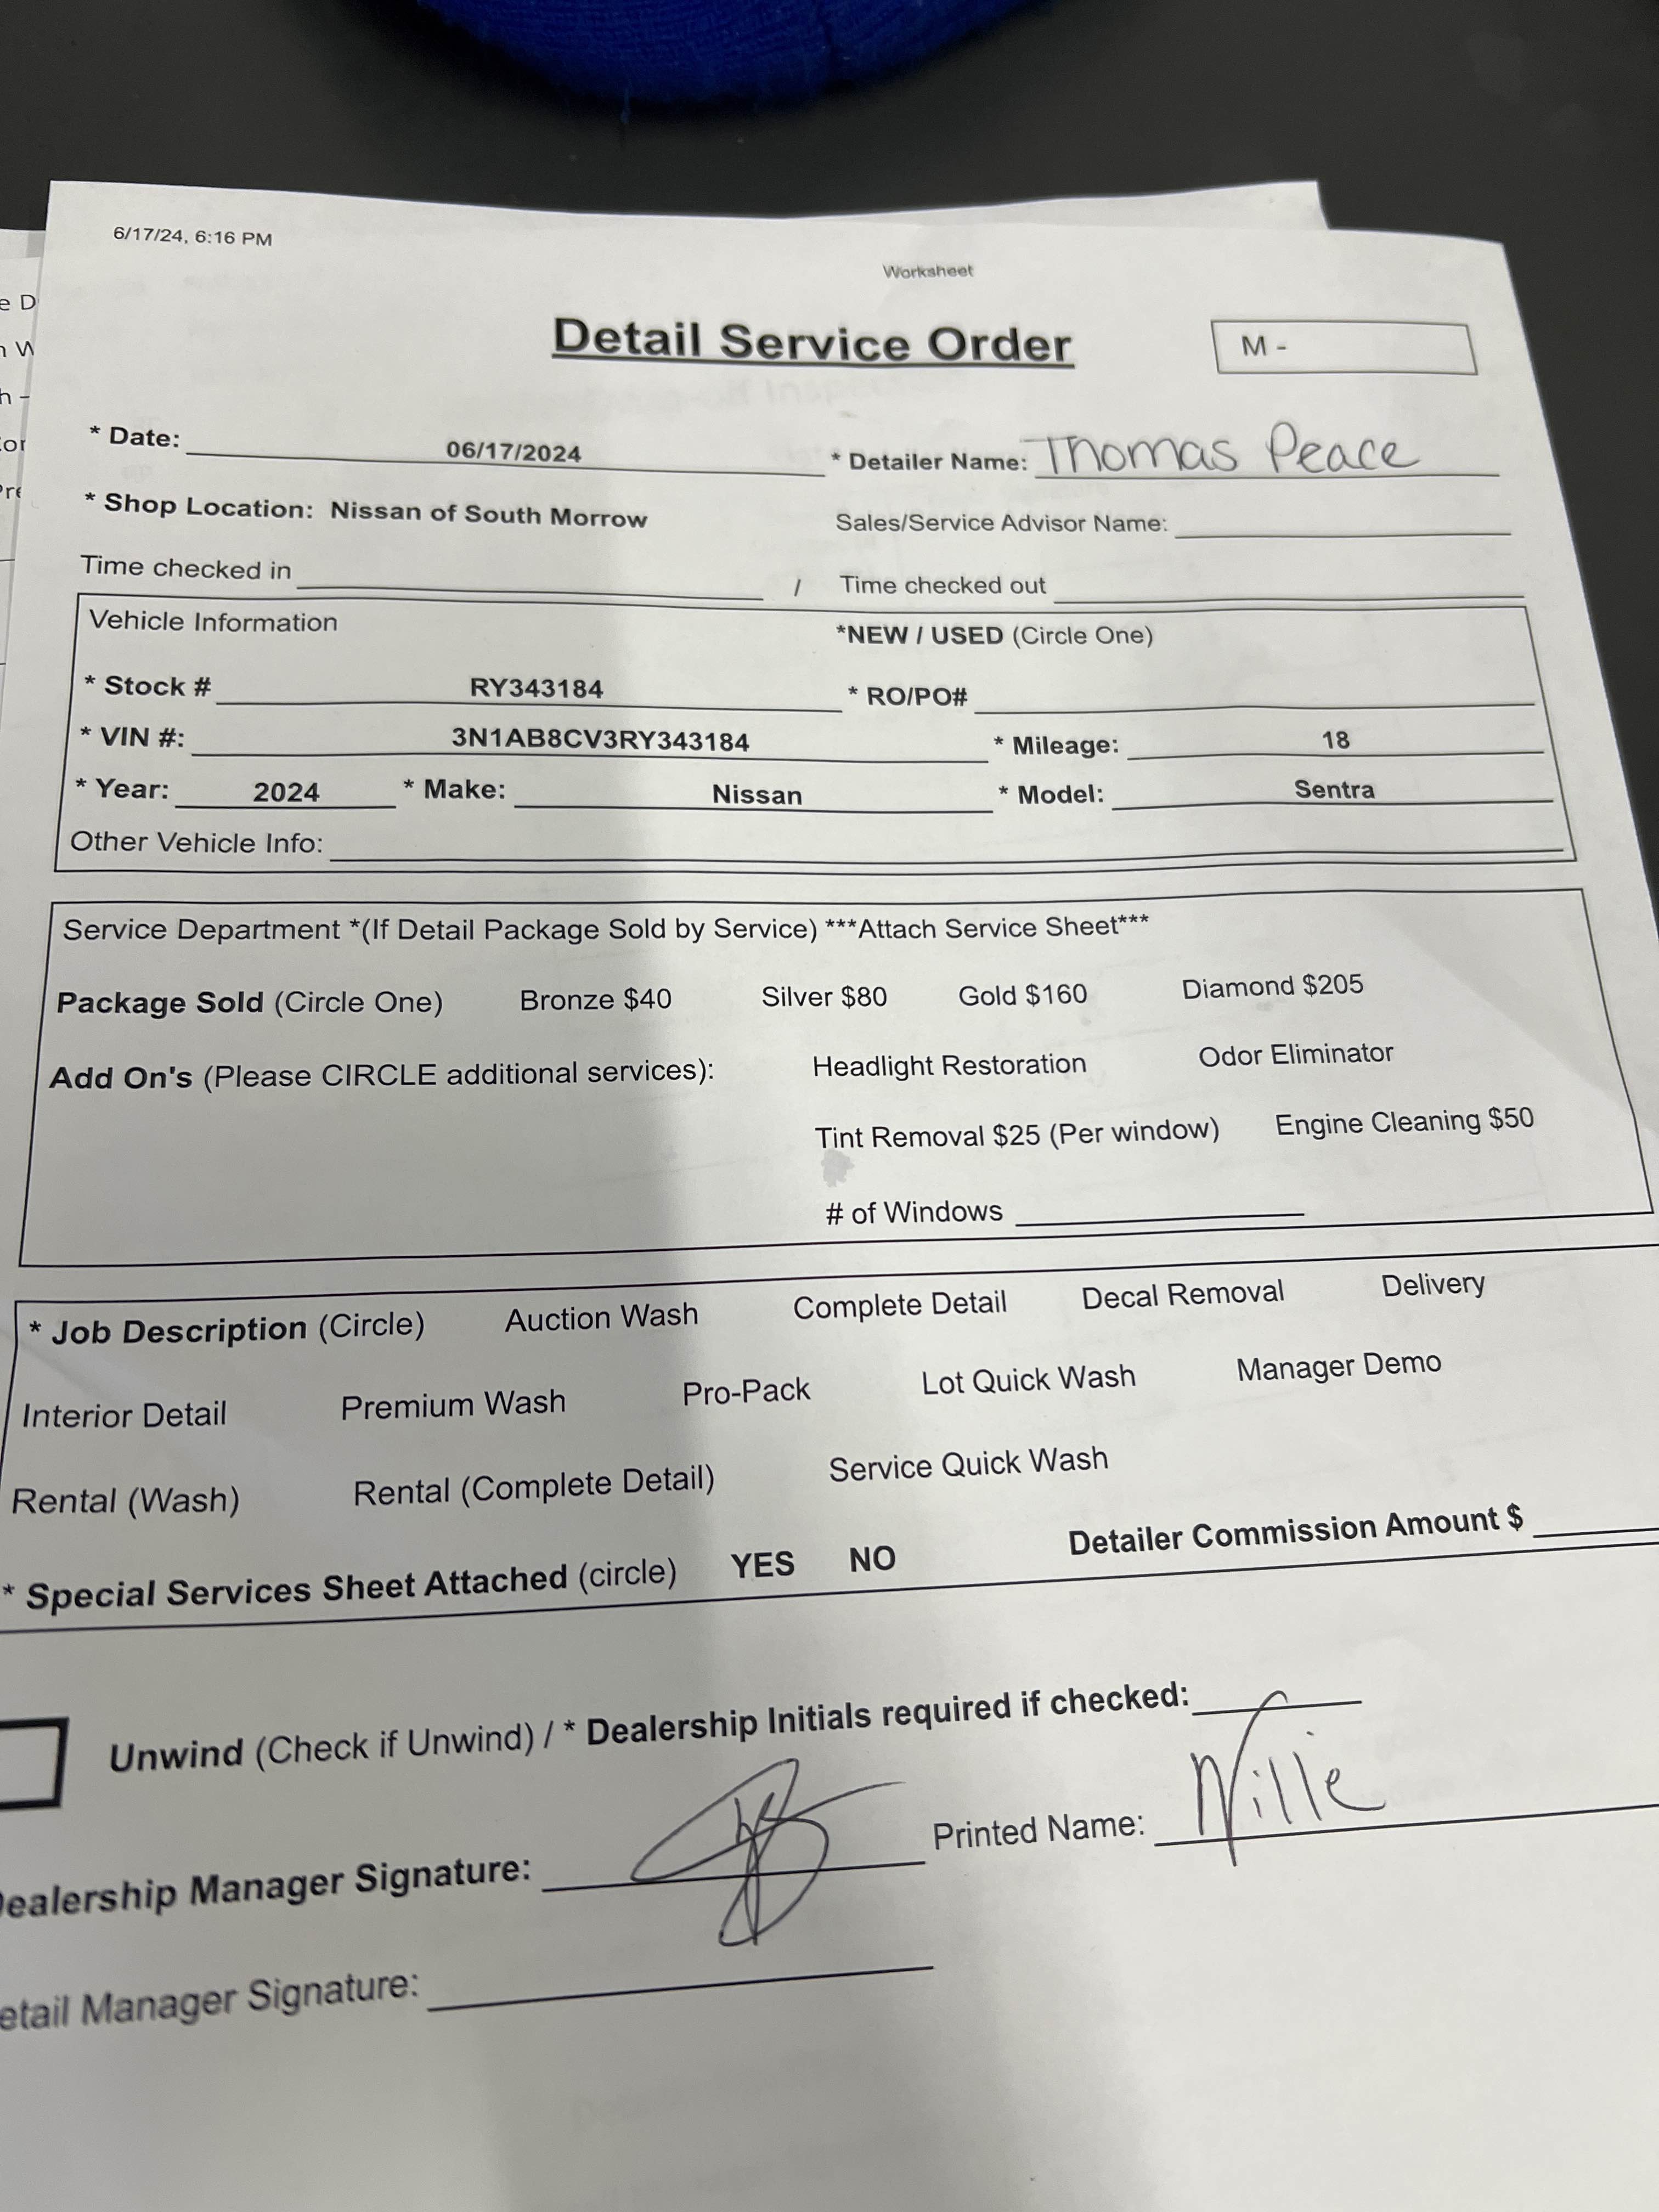 6/17/24, 6:16 PM
Worksheet
Detail Service Order
M -
* Date: 06/17/2024 * Detailer Name: Thomas Peace
* Shop Location: Nissan of South Morrow Sales/Service Advisor Name:
Time checked in / Time checked out
Vehicle Information *NEW / USED (Circle One)
* Stock # RY343184 * RO/PO#
* VIN #: 3N1AB8CV3RY343184 * Mileage: 18
* Year: 2024 * Make: Nissan * Model: Sentra
Other Vehicle Info:
Service Department *(If Detail Package Sold by Service) ***Attach Service Sheet***
Package Sold (Circle One) Bronze $40 Silver $80 Gold $160 Diamond $205
Add On's (Please CIRCLE additional services): Headlight Restoration Odor Eliminator
Tint Removal $25 (Per window) Engine Cleaning $50
# of Windows
* Job Description (Circle) Auction Wash Complete Detail Decal Removal Delivery
Interior Detail Premium Wash Pro-Pack Lot Quick Wash Manager Demo
Rental (Wash) Rental (Complete Detail) Service Quick Wash
* Special Services Sheet Attached (circle) YES NO Detailer Commission Amount $
Unwind (Check if Unwind) / * Dealership Initials required if checked:
Dealership Manager Signature: Printed Name: Willie
etail Manager Signature: